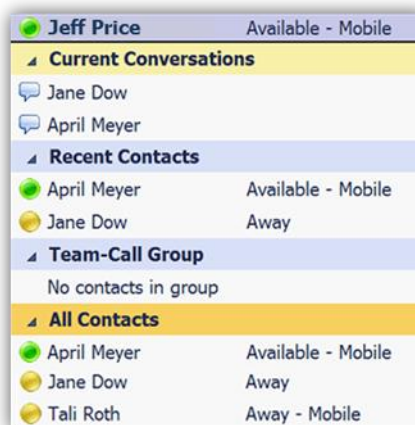 Jeff Price Available - Mobile
Current Conversations
Jane Dow
April Meyer
Recent Contacts
April Meyer Available - Mobile
Jane Dow Away
Team-Call Group
No contacts in group
All Contacts
April Meyer Available - Mobile
Jane Dow Away
Tali Roth Away - Mobile